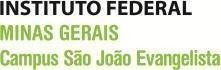 INSTITUTO FEDERAL
MINAS GERAIS
Campus São João Evangelista